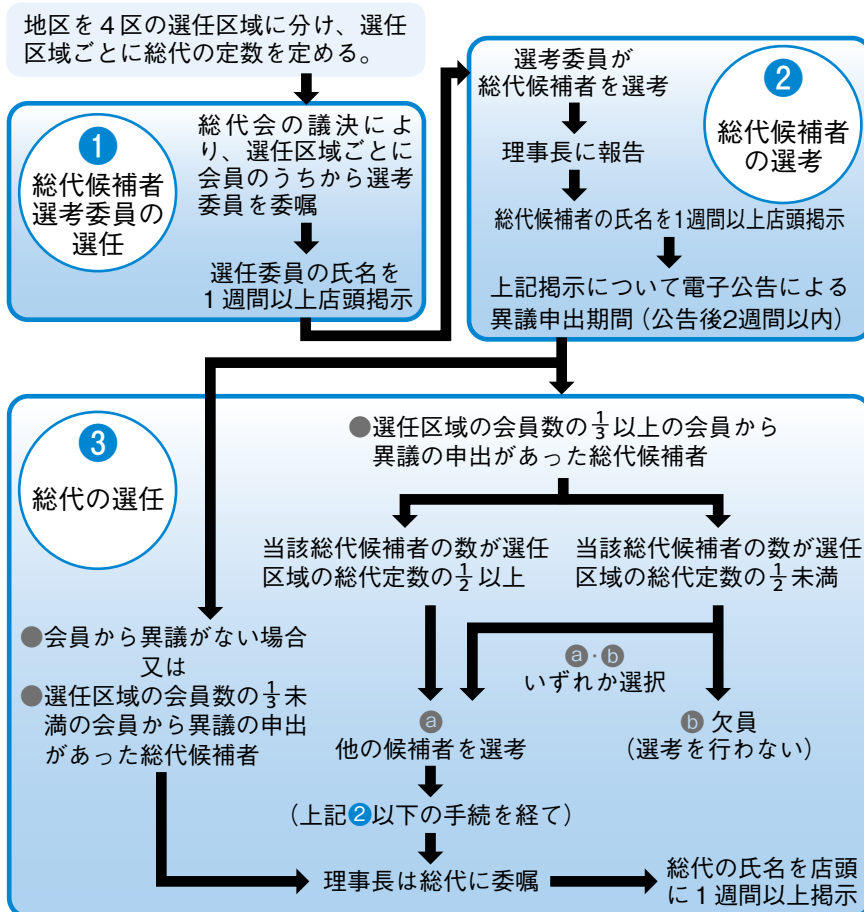 地区を4区の選任区域に分け、選任
区域ごとに総代の定数を定める。
1
総代候補者
選考委員の
選任
総代会の議決によ
り、選任区域ごとに
会員のうちから選考
委員を委嘱
選任委員の氏名を
1週間以上店頭掲示
2
総代候補者
の選考
選考委員が
総代候補者を選考
理事長に報告
総代候補者の氏名を1週間以上店頭掲示
上記掲示について電子公告による
異議申出期間(公告後2週間以内)
3
総代の選任
●選任区域の会員数の1/3以上の会員から
異議の申出があった総代候補者
当該総代候補者の数が選任
区域の総代定数の1/2以上
当該総代候補者の数が選任
区域の総代定数の1/2未満
●会員から異議がない場合
又は
●選任区域の会員数の1/3未
満の会員から異議の申出
があった総代候補者
a・b
いずれか選択
a
他の候補者を選考
b 欠員
(選考を行わない)
(上記2以下の手続を経て)
理事長は総代に委嘱
総代の氏名を店頭
に1週間以上掲示